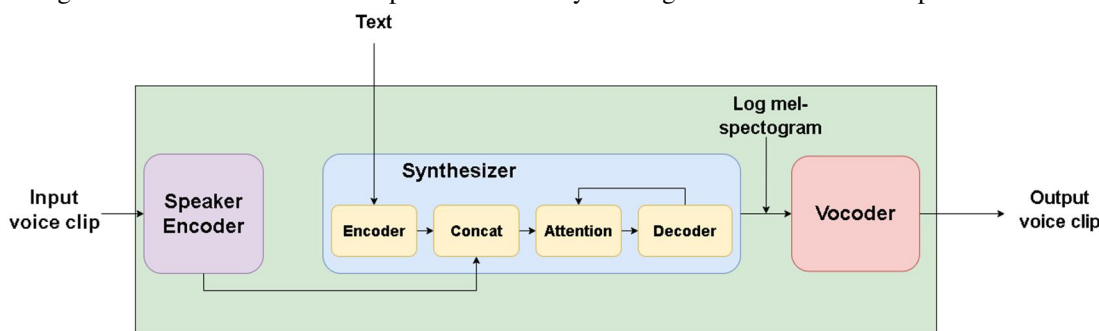 Text
Log mel-
spectogram
Synthesizer
Input
voice clip
Speaker
Encoder
Encoder
Concat
Attention
Decoder
Vocoder
Output
voice clip